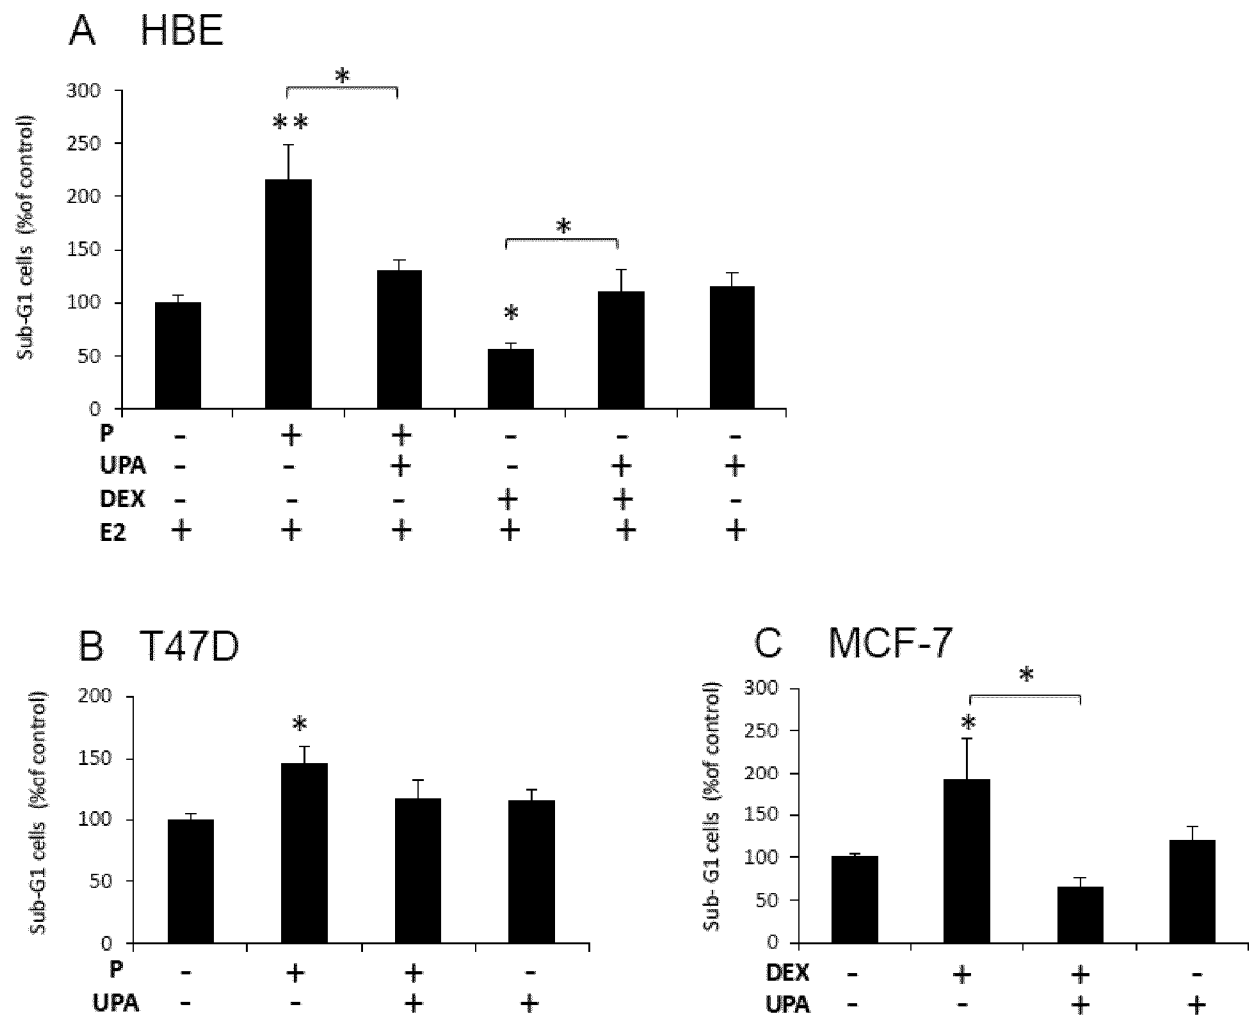 A HBE
Sub-G1 cells (%of control)
*
300
**
250
200
*
150
100
*
50
0
P - + + - - -
UPA - - + - + +
DEX - - - + + -
E2 + + + + + +
B T47D
Sub-G1 cells (%of control)
200
*
150
100
50
0
P - + + -
UPA - - + +
C MCF-7
Sub- G1 cells (%of control)
*
300
*
250
200
150
100
50
0
DEX - + + -
UPA - - + +